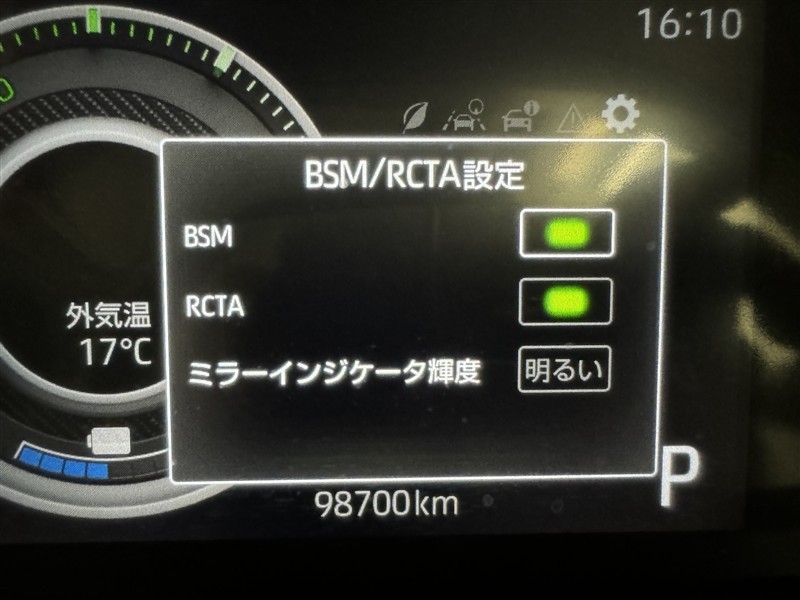 16:10
BSM/RCTA設定
BSM
RCTA
外気温
17℃
ミラーインジケータ輝度 明るい
98700km
P